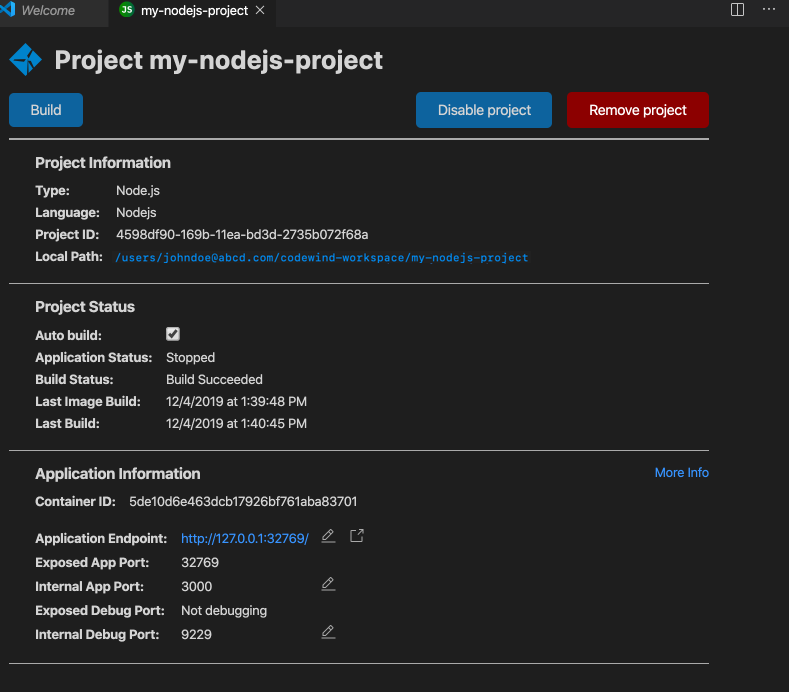 Welcome
JS my-nodejs-project
Project my-nodejs-project
Build
Disable project
Remove project
Project Information
Type: Node.js
Language: Nodejs
Project ID: 4598df90-169b-11ea-bd3d-2735b072f68a
Local Path: /users/johndoe@abcd.com/codewind-workspace/my-nodejs-project
Project Status
Auto build:
Application Status: Stopped
Build Status: Build Succeeded
Last Image Build: 12/4/2019 at 1:39:48 PM
Last Build: 12/4/2019 at 1:40:45 PM
Application Information
More Info
Container ID: 5de10d6e463dcb17926bf761aba83701
Application Endpoint: http://127.0.0.1:32769/
Exposed App Port: 32769
Internal App Port: 3000
Exposed Debug Port: Not debugging
Internal Debug Port: 9229